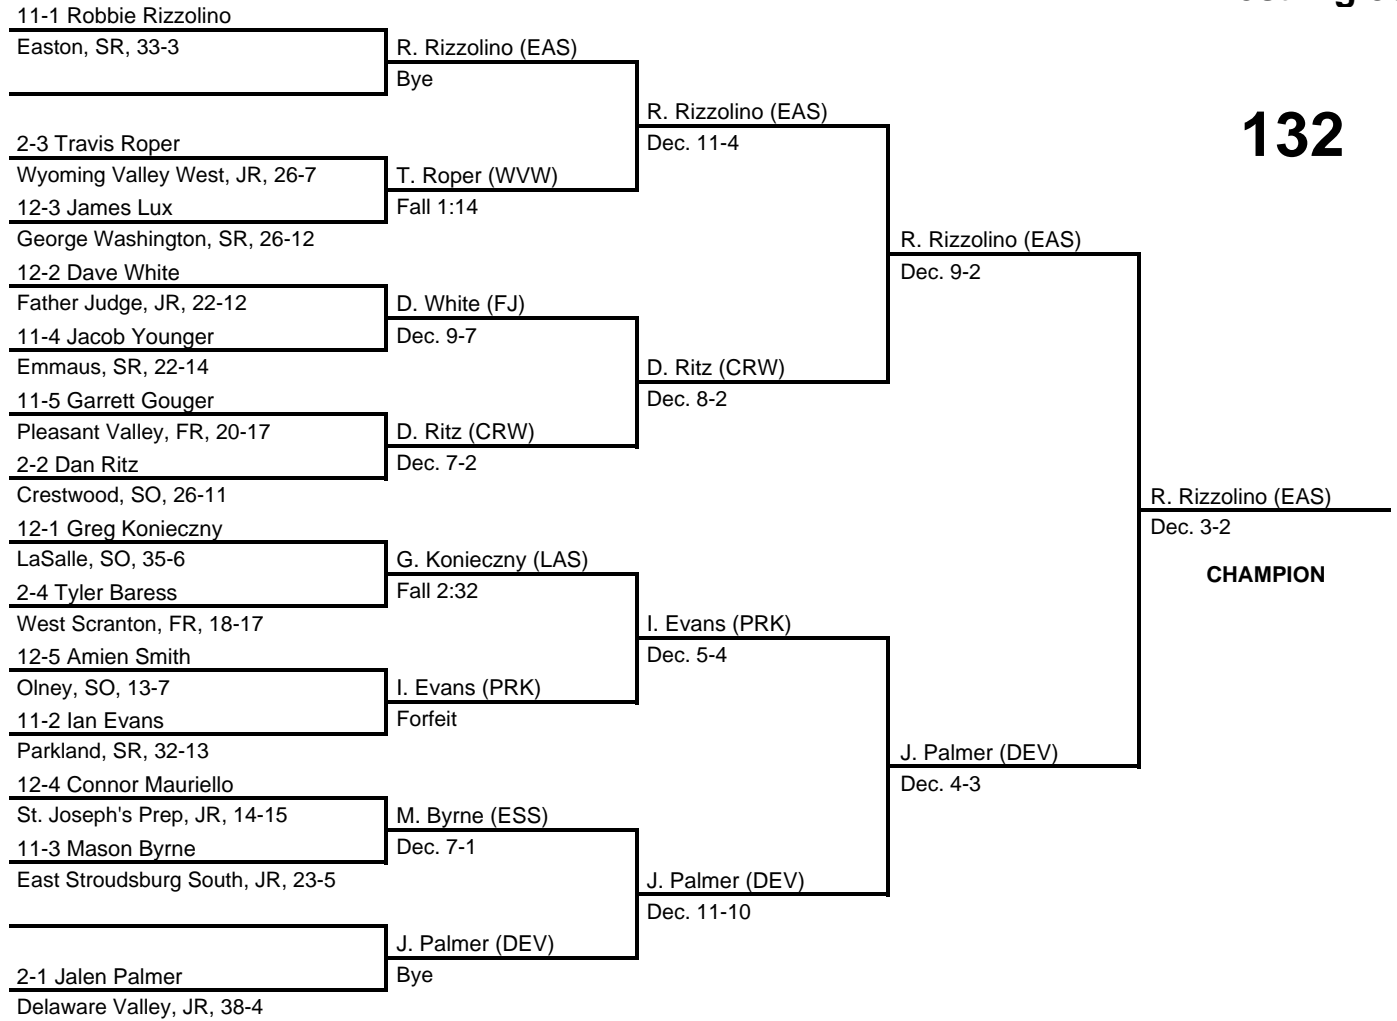 11-1 Robbie Rizzolino
Easton, SR, 33-3
R. Rizzolino (EAS)
Bye
R. Rizzolino (EAS)
Dec. 11-4
132
2-3 Travis Roper
Wyoming Valley West, JR, 26-7
T. Roper (WVW)
12-3 James Lux
Fall 1:14
George Washington, SR, 26-12
R. Rizzolino (EAS)
12-2 Dave White
Dec. 9-2
Father Judge, JR, 22-12
D. White (FJ)
11-4 Jacob Younger
Dec. 9-7
Emmaus, SR, 22-14
D. Ritz (CRW)
11-5 Garrett Gouger
Dec. 8-2
Pleasant Valley, FR, 20-17
D. Ritz (CRW)
2-2 Dan Ritz
Dec. 7-2
Crestwood, SO, 26-11
R. Rizzolino (EAS)
12-1 Greg Konieczny
Dec. 3-2
LaSalle, SO, 35-6
G. Konieczny (LAS)
CHAMPION
2-4 Tyler Baress
Fall 2:32
West Scranton, FR, 18-17
I. Evans (PRK)
12-5 Amien Smith
Dec. 5-4
Olney, SO, 13-7
I. Evans (PRK)
11-2 Ian Evans
Forfeit
Parkland, SR, 32-13
J. Palmer (DEV)
12-4 Connor Mauriello
Dec. 4-3
St. Joseph's Prep, JR, 14-15
M. Byrne (ESS)
11-3 Mason Byrne
Dec. 7-1
East Stroudsburg South, JR, 23-5
J. Palmer (DEV)
Dec. 11-10
J. Palmer (DEV)
2-1 Jalen Palmer
Bye
Delaware Valley, JR, 38-4